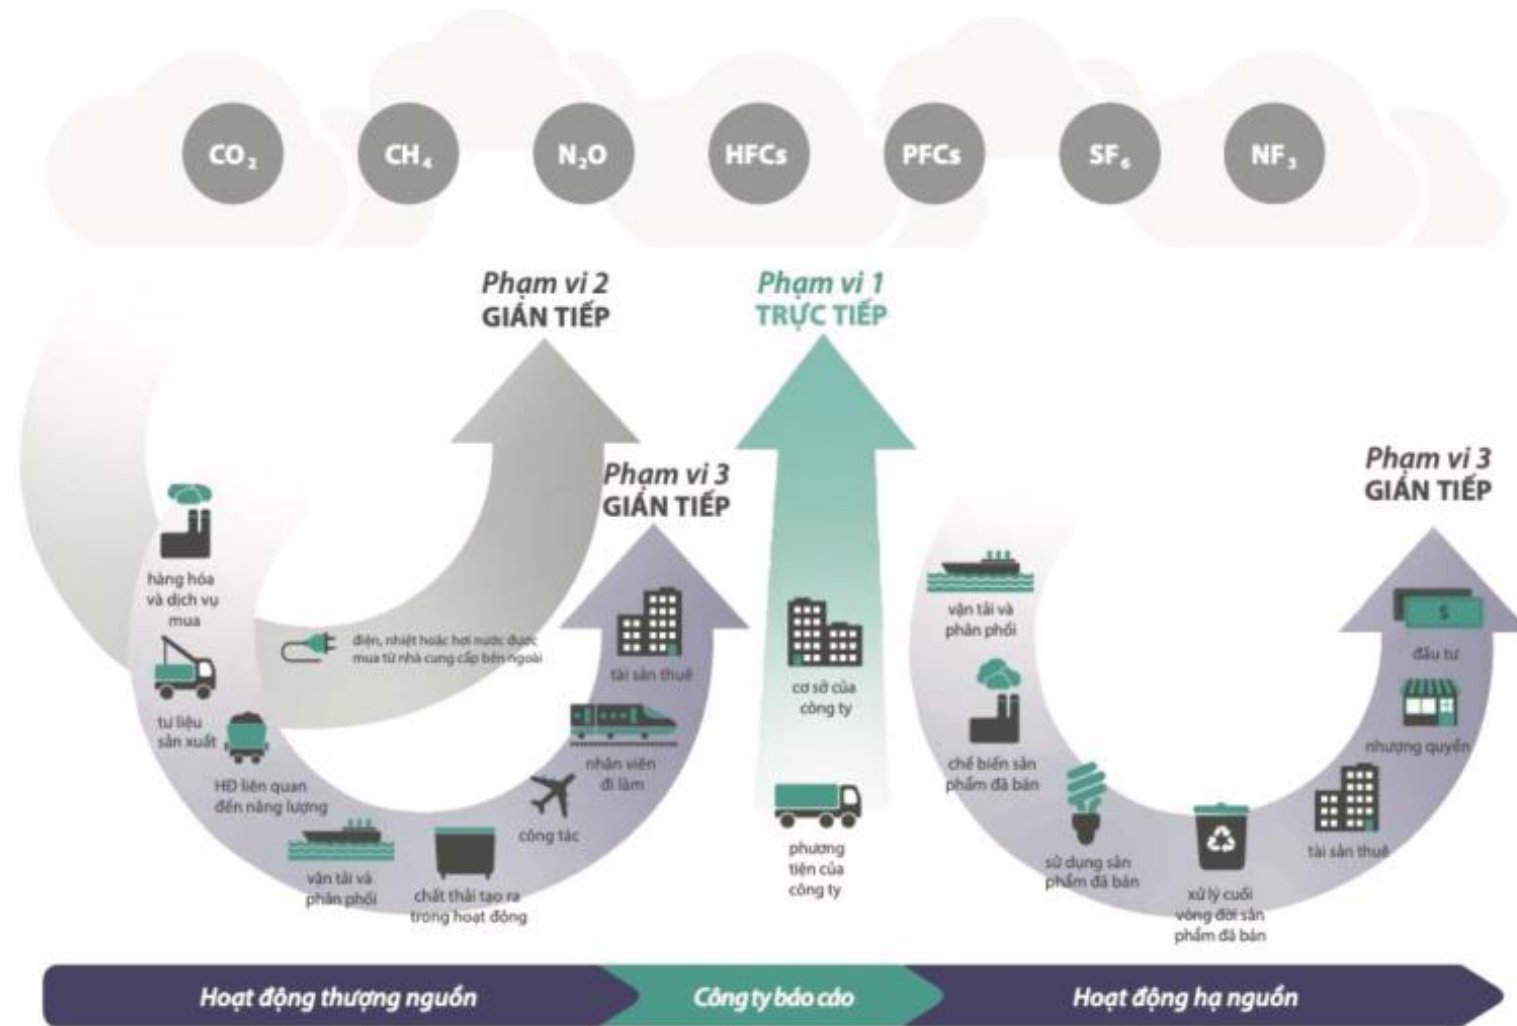 CO₂
CH₄
N₂O
HFCs
PFCs
SF₆
NF₃
Phạm vi 2
GIÁN TIẾP
Phạm vi 1
TRỰC TIẾP
Phạm vi 3
GIÁN TIẾP
Phạm vi 3
GIÁN TIẾP
hàng hóa
và dịch vụ
mua
điện, nhiệt hoặc hơi nước được
mua từ nhà cung cấp bên ngoài
tư liệu
sản xuất
HĐ liên quan
đến năng lượng
vận tải và
phân phối
chất thải tạo ra
trong hoạt động
công tác
nhân viên
đi làm
tài sản thuê
cơ sở của
công ty
phương
tiện của
công ty
vận tải và
phân phối
chế biến sản
phẩm đã bán
sử dụng sản
phẩm đã bán
xử lý cuối
vòng đời sản
phẩm đã bán
tài sản thuê
nhượng quyền
$
đầu tư
Hoạt động thượng nguồn
Công ty báo cáo
Hoạt động hạ nguồn